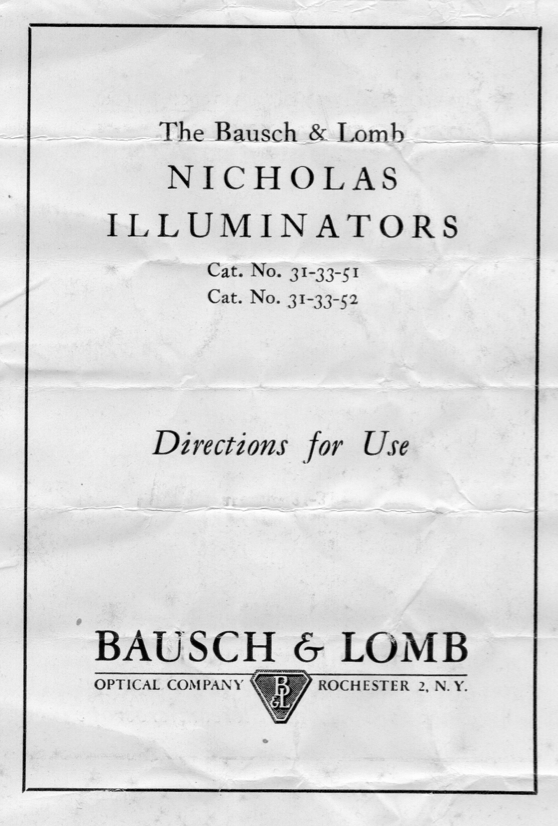 The Bausch & Lomb
NICHOLAS
ILLUMINATORS
Cat. No. 31-33-51
Cat. No. 31-33-52
Directions for Use
BAUSCH & LOMB
OPTICAL COMPANY B&L ROCHESTER 2, N.Y.